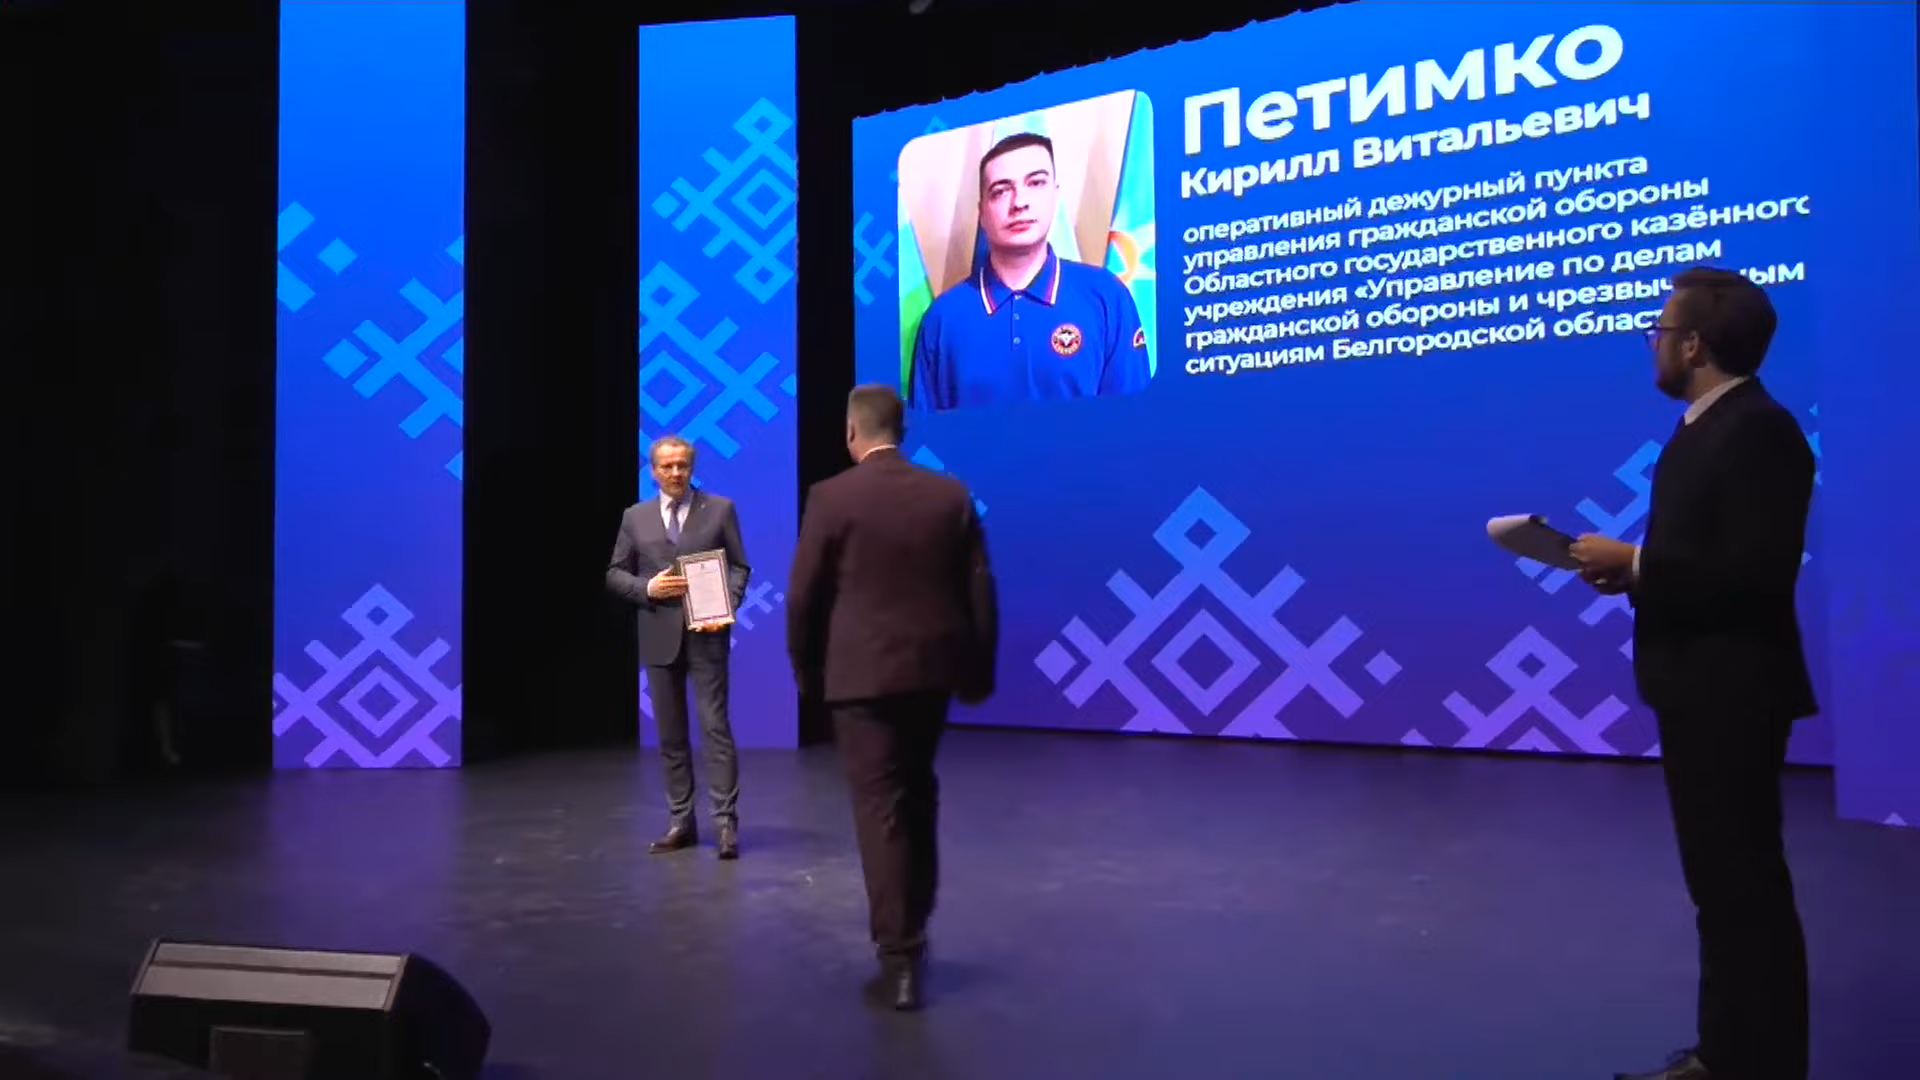 Петимко
Кирилл Витальевич
оперативный дежурный пункта
управления гражданской обороны
Областного государственного казённого
учреждения «Управление по делам
гражданской обороны и
ситуациям Белгородской